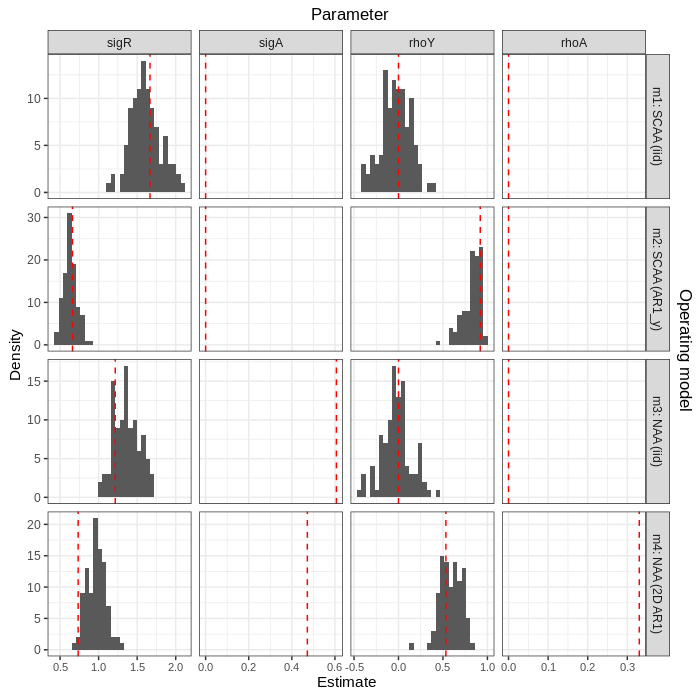 Parameter
sigR sigA rhoY rhoA
10
5
0
m1: SCAA (iid)
30
20
10
0
m2: SCAA (AR1_y)
15
10
5
0
m3: NAA (iid)
20
15
10
5
0
m4: NAA (2D AR1)
Density
Operating model
0.5 1.0 1.5 2.0 0.0 0.2 0.4 0.6 -0.5 0.0 0.5 1.0 0.0 0.1 0.2 0.3
Estimate